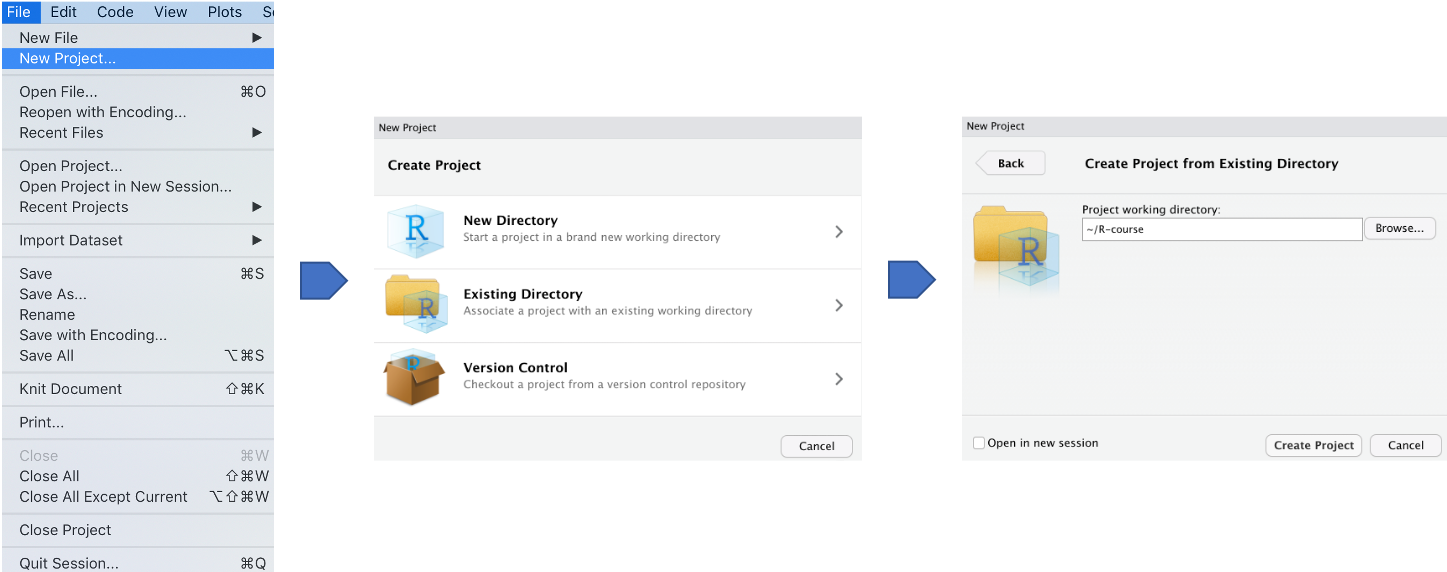 File Edit Code View Plots
New File ▶
New Project...
Open File... ⌘O
Reopen with Encoding...
Recent Files ▶
Open Project...
Open Project in New Session...
Recent Projects ▶
Import Dataset ▶
Save ⌘S
Save As...
Rename
Save with Encoding...
Save All ⌥⌘S
Knit Document ⇧⌘K
Print...
Close ⌘W
Close All ⇧⌘W
Close All Except Current ⌥⇧⌘W
Close Project
Quit Session... ⌘Q
New Project
Create Project
R
New Directory
Start a project in a brand new working directory
R
Existing Directory
Associate a project with an existing working directory
R
Version Control
Checkout a project from a version control repository
Cancel
New Project
Back
Create Project from Existing Directory
R
Project working directory:
~/R-course
Browse...
Open in new session
Create Project
Cancel